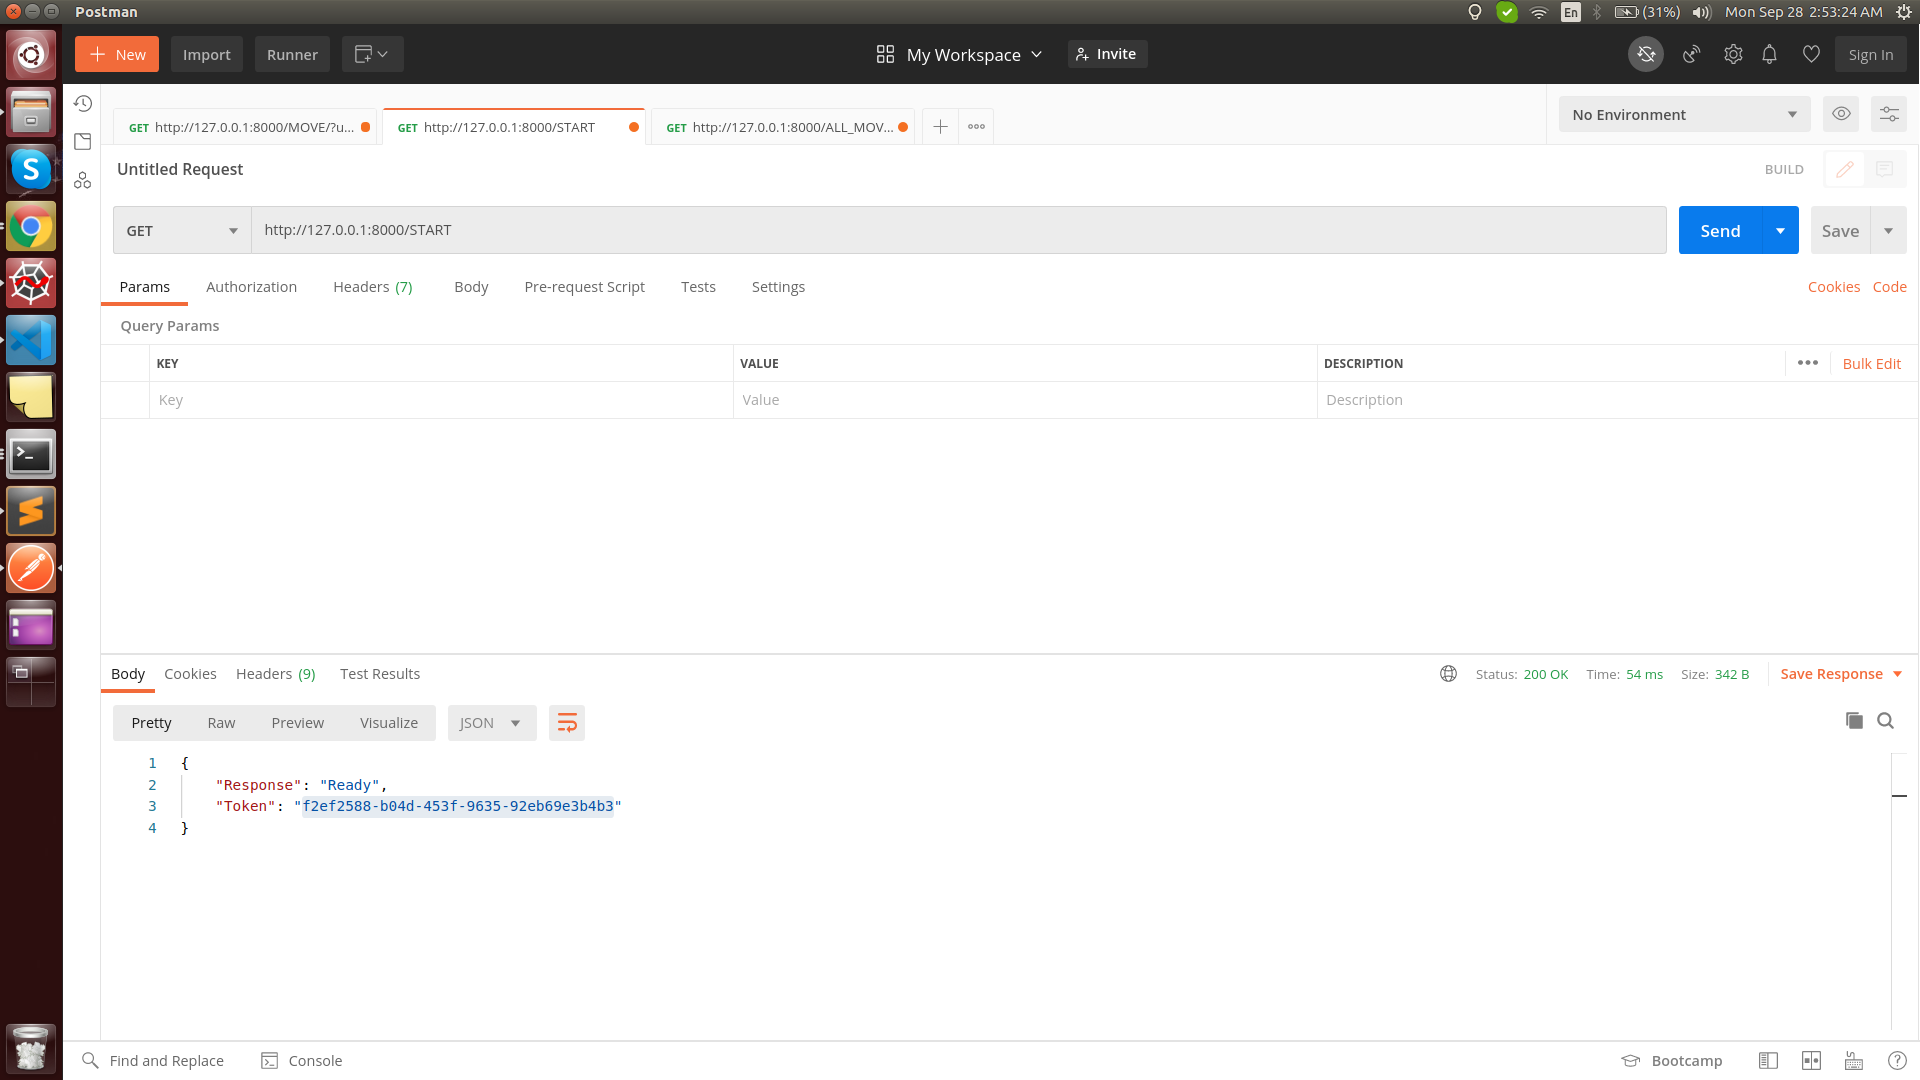 Postman
En
(31%)
Mon Sep 28 2:53:24 AM
New
Import
Runner
My Workspace
Invite
Sign In
GET http://127.0.0.1:8000/MOVE/?u...
GET http://127.0.0.1:8000/START
GET http://127.0.0.1:8000/ALL_MOV...
No Environment
Untitled Request
BUILD
GET
http://127.0.0.1:8000/START
Send
Save
Params
Authorization
Headers (7)
Body
Pre-request Script
Tests
Settings
Cookies
Code
Query Params
KEY
VALUE
DESCRIPTION
Bulk Edit
Key
Value
Description
Body
Cookies
Headers (9)
Test Results
Status: 200 OK
Time: 54 ms
Size: 342 B
Save Response
Pretty
Raw
Preview
Visualize
JSON
1 {
2 "Response": "Ready",
3 "Token": "f2ef2588-b04d-453f-9635-92eb69e3b4b3"
4 }
Find and Replace
Console
Bootcamp